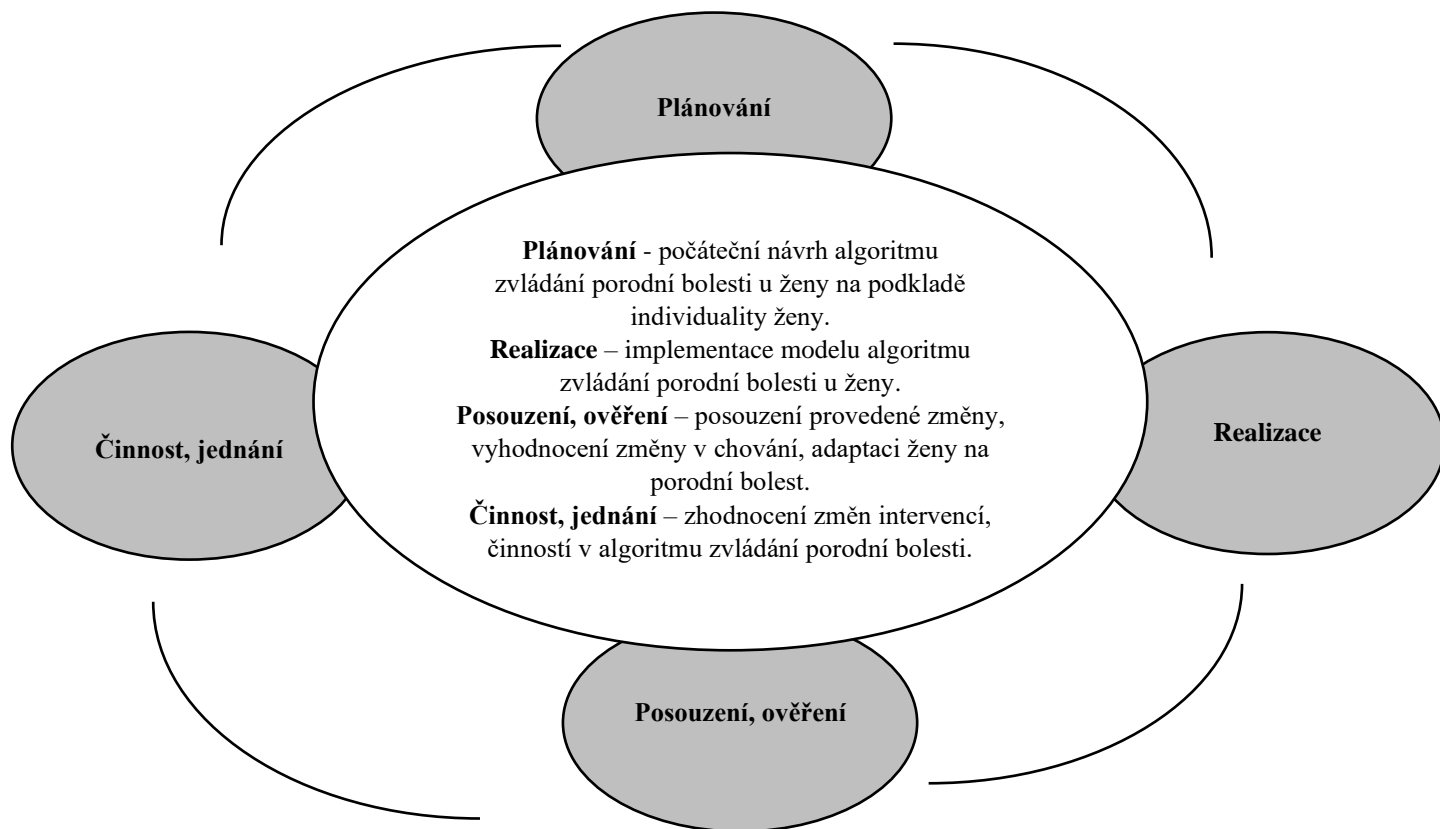 Plánování
Plánování - počáteční návrh algoritmu
zvládání porodní bolesti u ženy na podkladě
individuality ženy.
Realizace – implementace modelu algoritmu
zvládání porodní bolesti u ženy.
Posouzení, ověření – posouzení provedené změny,
vyhodnocení změny v chování, adaptaci ženy na
porodní bolest.
Činnost, jednání – zhodnocení změn intervencí,
činností v algoritmu zvládání porodní bolesti.
Činnost, jednání
Realizace
Posouzení, ověření